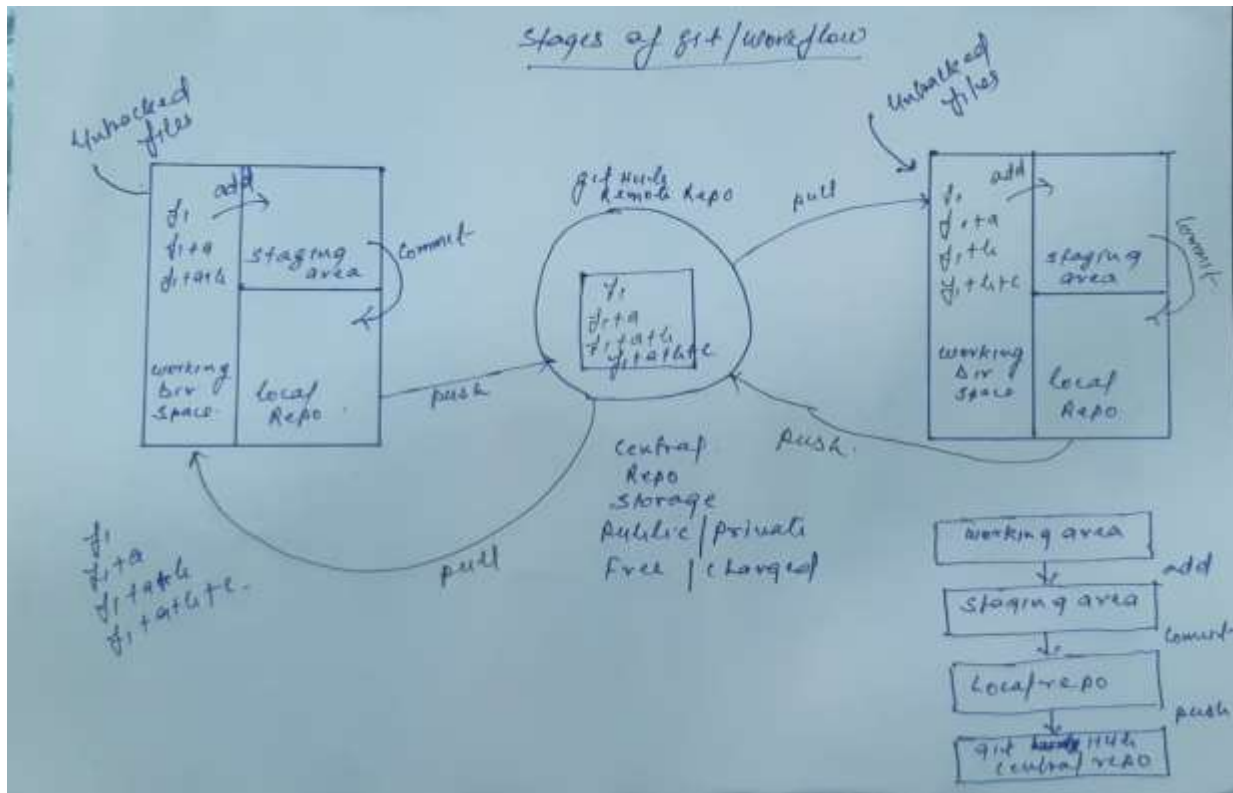 Stages of git/workflow
Untracked
files
add
f1
f1+a
f1+a+b
staging
area
commit
working
Dir
space
local
Repo
push
git Hub
Remote Repo
f1
f1+a
f1+a+b
f1+a+b+c
pull
Untracked
files
add
f1
f1+a
f1+b
f1+b+c
staging
area
commit
working
Dir
space
local
Repo
push.
Central
Repo
Storage
Public/Private
Free/charged
pull
f1
f1+a
f1+a+b
f1+a+b+c.
working area
add
staging area
comit
Local repo
push
git Hub
central repo